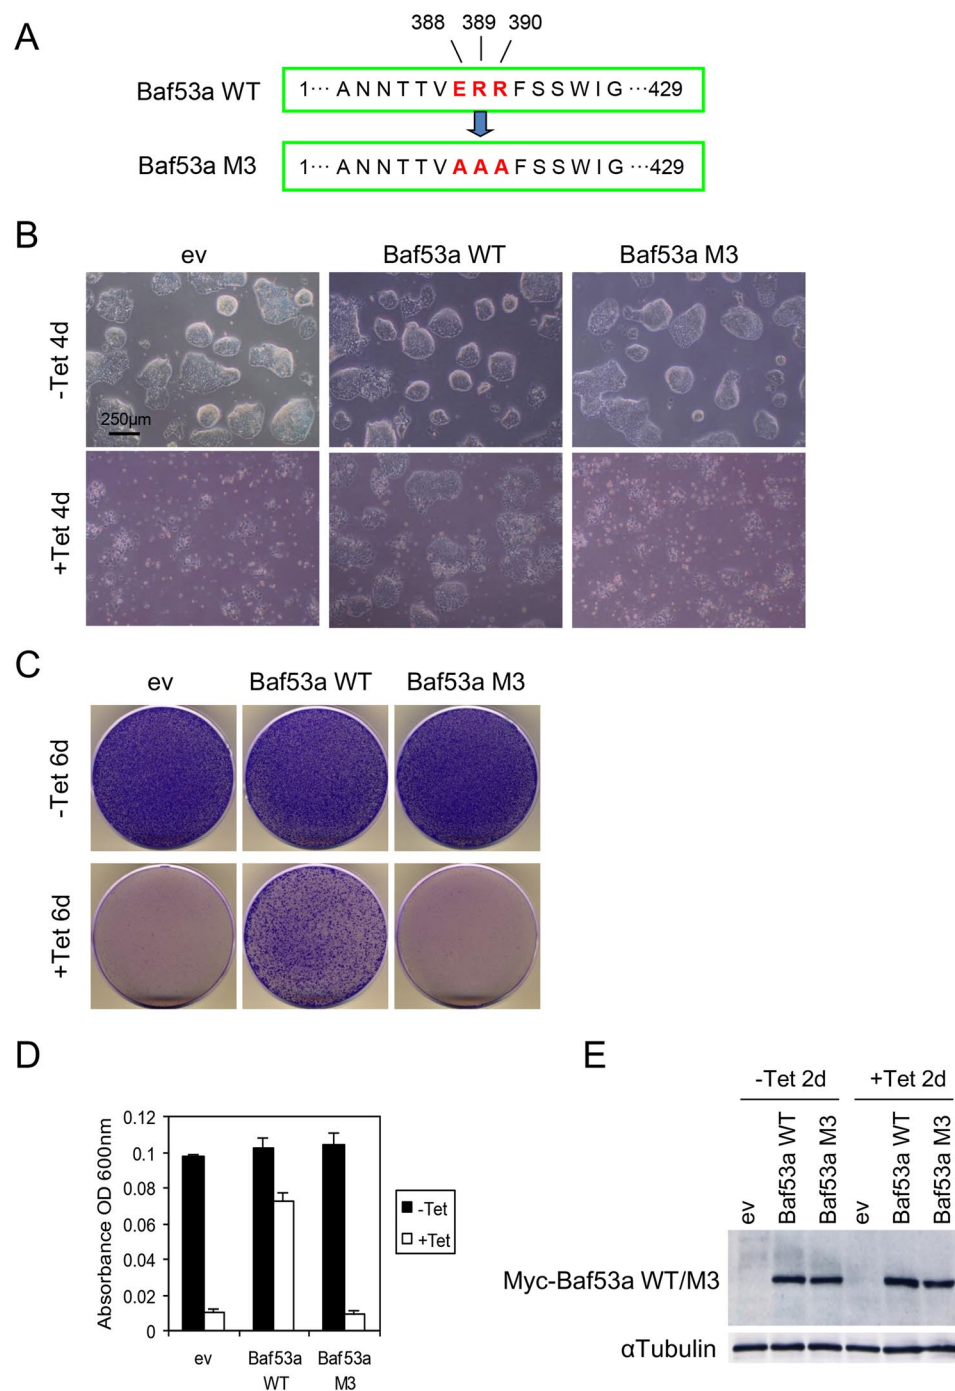 A
388 389 390
Baf53a WT
1··· A N N T T V E R R F S S W I G ···429
Baf53a M3
1··· A N N T T V A A A F S S W I G ···429
B
ev Baf53a WT Baf53a M3
-Tet 4d
250µm
+Tet 4d
C
ev Baf53a WT Baf53a M3
-Tet 6d
+Tet 6d
D
Absorbance OD 600nm
0.12
0.1
0.08
0.06
0.04
0.02
0
ev Baf53a WT Baf53a M3
-Tet
+Tet
E
-Tet 2d +Tet 2d
ev Baf53a WT Baf53a M3 ev Baf53a WT Baf53a M3
Myc-Baf53a WT/M3
αTubulin